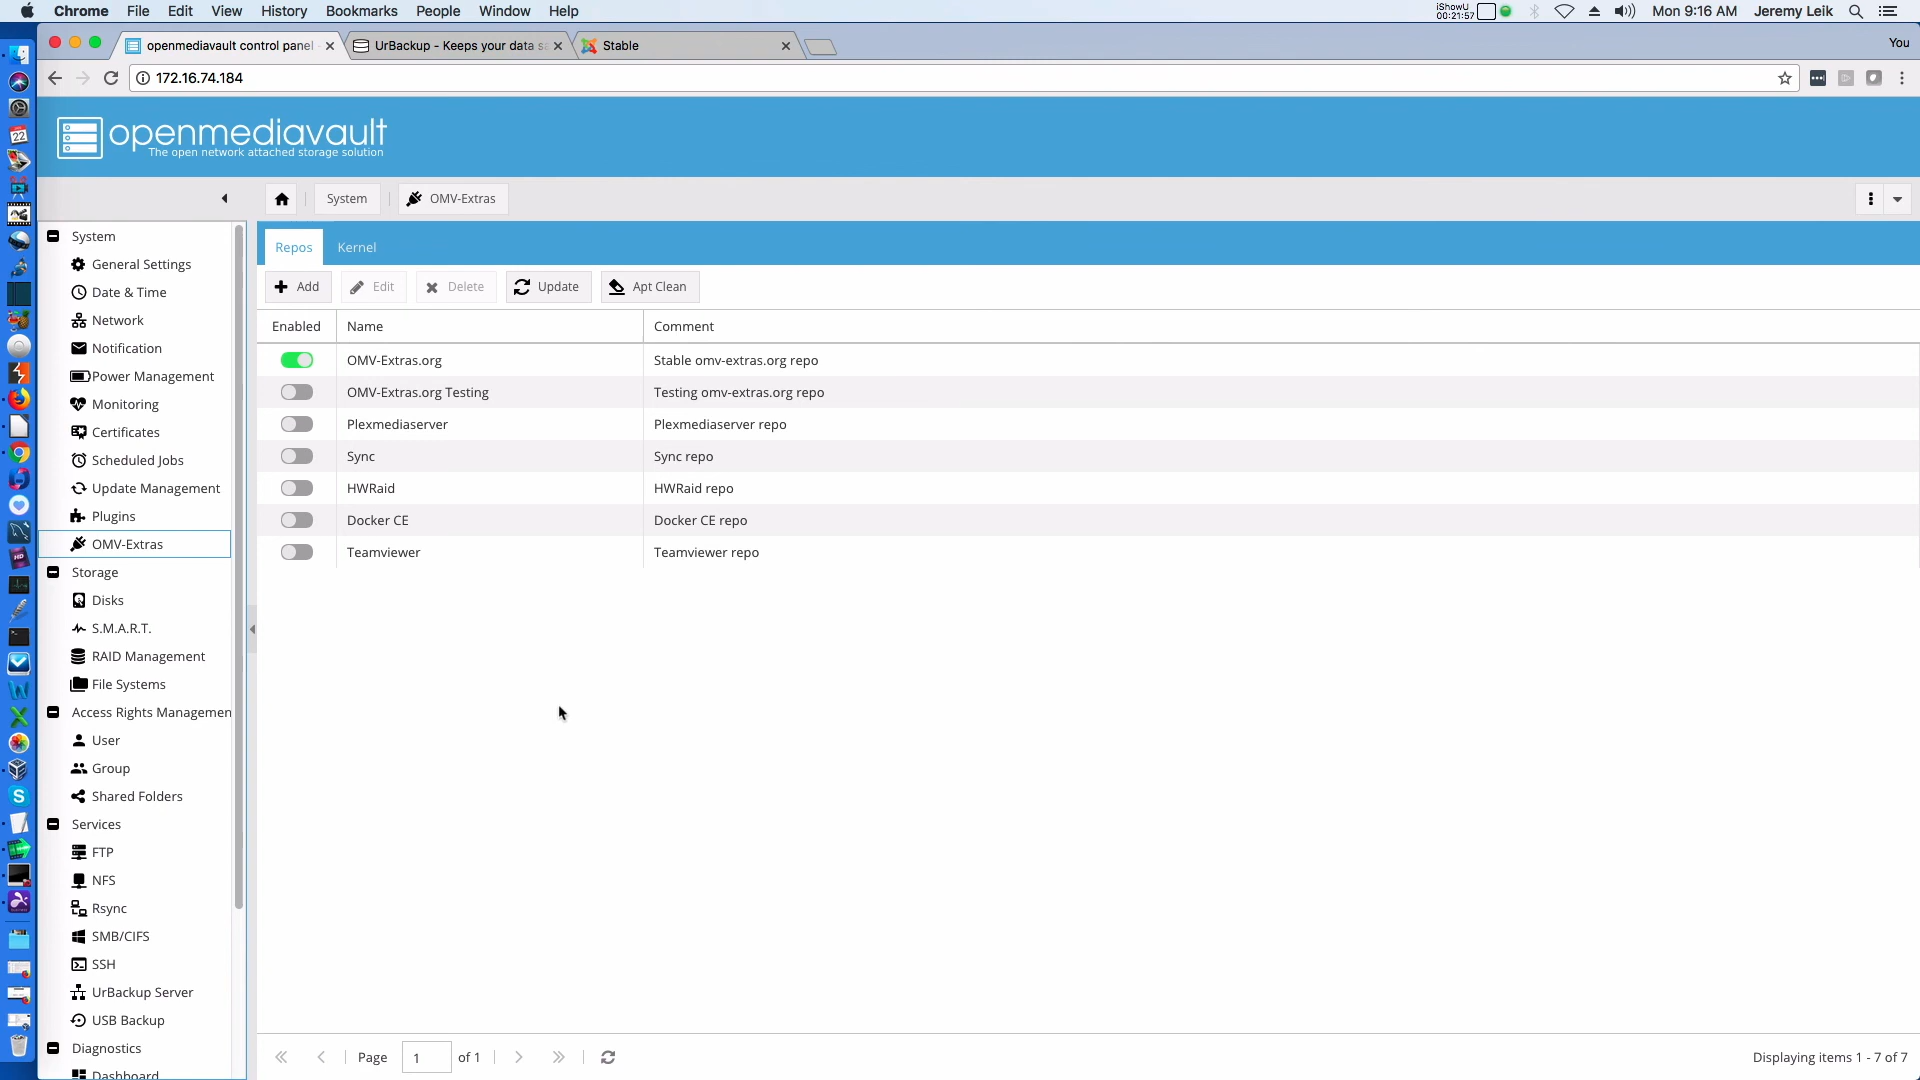 Chrome File Edit View History Bookmarks People Window Help iShowU 00:21:57 Mon 9:16 AM Jeremy Leik
openmediavault control panel - UrBackup - Keeps your data sa Stable You
172.16.74.184
openmediavault
The open network attached storage solution
System OMV-Extras
System
General Settings
Date & Time
Network
Notification
Power Management
Monitoring
Certificates
Scheduled Jobs
Update Management
Plugins
OMV-Extras
Storage
Disks
S.M.A.R.T.
RAID Management
File Systems
Access Rights Managemen
User
Group
Shared Folders
Services
FTP
NFS
Rsync
SMB/CIFS
SSH
UrBackup Server
USB Backup
Diagnostics
Dashboard
Repos Kernel
Add Edit Delete Update Apt Clean
Enabled Name Comment
OMV-Extras.org Stable omv-extras.org repo
OMV-Extras.org Testing Testing omv-extras.org repo
Plexmediaserver Plexmediaserver repo
Sync Sync repo
HWRaid HWRaid repo
Docker CE Docker CE repo
Teamviewer Teamviewer repo
Page 1 of 1 Displaying items 1 - 7 of 7
22